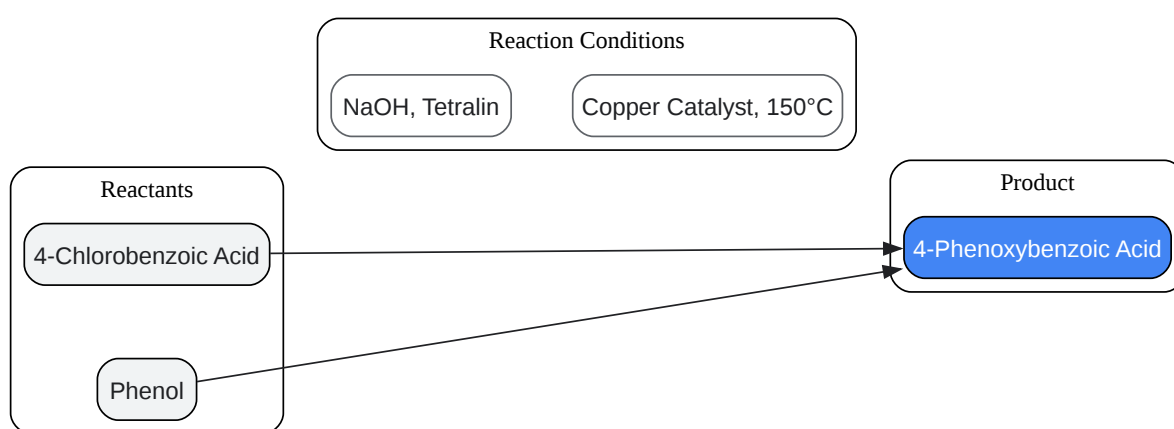 Reaction Conditions
NaOH, Tetralin
Copper Catalyst, 150°C
Reactants
4-Chlorobenzoic Acid
Phenol
Product
4-Phenoxybenzoic Acid